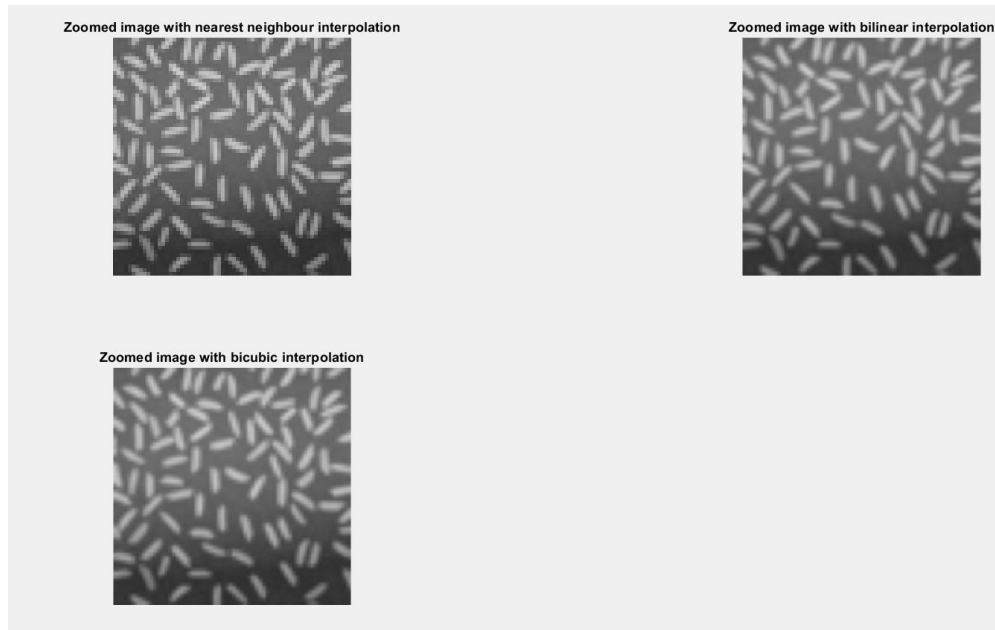 Zoomed image with nearest neighbour interpolation
Zoomed image with bilinear interpolation
Zoomed image with bicubic interpolation